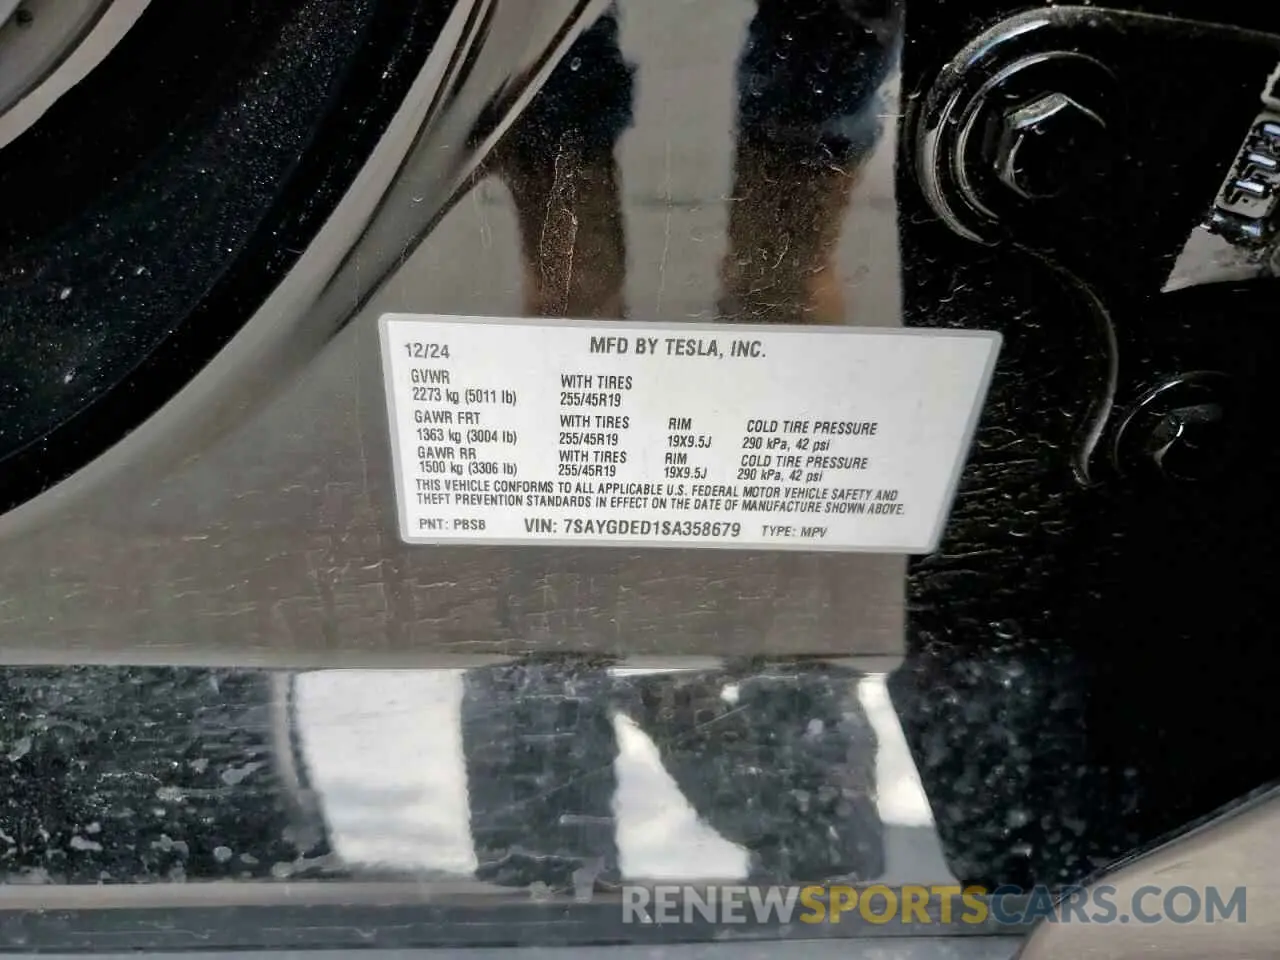 12/24 MFD BY TESLA, INC.
GVWR WITH TIRES
2273 kg (5011 lb) 255/45R19
GAWR FRT WITH TIRES RIM COLD TIRE PRESSURE
1363 kg (3004 lb) 255/45R19 19X9.5J 290 kPa, 42 psi
GAWR RR WITH TIRES RIM COLD TIRE PRESSURE
1500 kg (3306 lb) 255/45R19 19X9.5J 290 kPa, 42 psi
THIS VEHICLE CONFORMS TO ALL APPLICABLE U.S. FEDERAL MOTOR VEHICLE SAFETY AND
THEFT PREVENTION STANDARDS IN EFFECT ON THE DATE OF MANUFACTURE SHOWN ABOVE.
PNT: PBSB VIN: 7SAYGDED1SA358679 TYPE: MPV
RENEWSPORTSCARS.COM